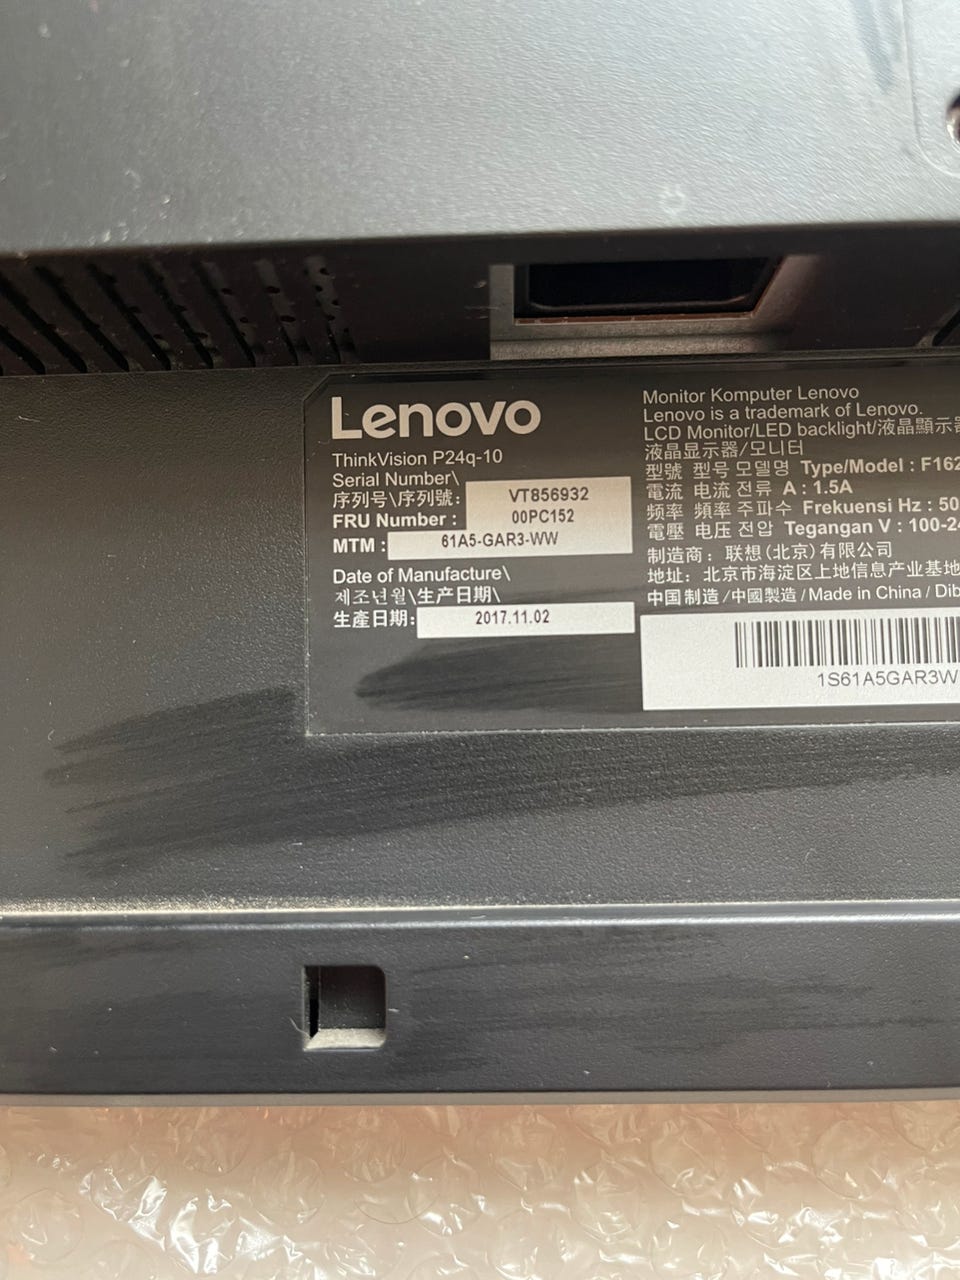 Lenovo
ThinkVision P24q-10
Serial Number\
序列号\序列號: VT856932
FRU Number : 00PC152
MTM : 61A5-GAR3-WW
Date of Manufacture\
제조년월\生产日期\
生產日期: 2017.11.02
Monitor Komputer Lenovo
Lenovo is a trademark of Lenovo.
LCD Monitor/LED backlight/液晶顯示器
液晶显示器/모니터
型號 型号 모델명 Type/Model : F162
電流 电流 전류 A : 1.5A
频率 頻率 주파수 Frekuensi Hz : 50
電壓 电压 전압 Tegangan V : 100-24
制造商: 联想(北京)有限公司
地址: 北京市海淀区上地信息产业基地
中国制造/中國製造/Made in China/Dib
1S61A5GAR3W